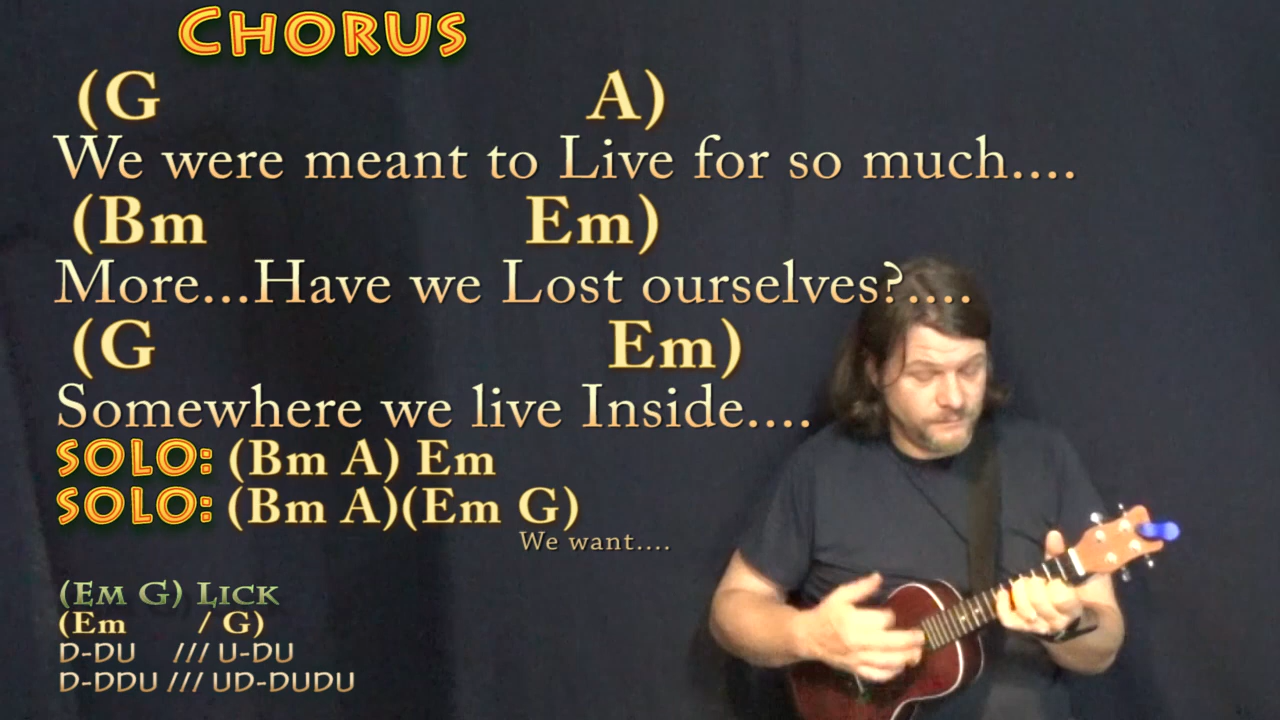 CHORUS
(G A)
We were meant to Live for so much....
(Bm Em)
More...Have we Lost ourselves?....
(G Em)
Somewhere we live Inside....
SOLO: (Bm A) Em
SOLO: (Bm A)(Em G)
We want....
(Em G) Lick
(Em / G)
D-DU /// U-DU
D-DDU /// UD-DUDU